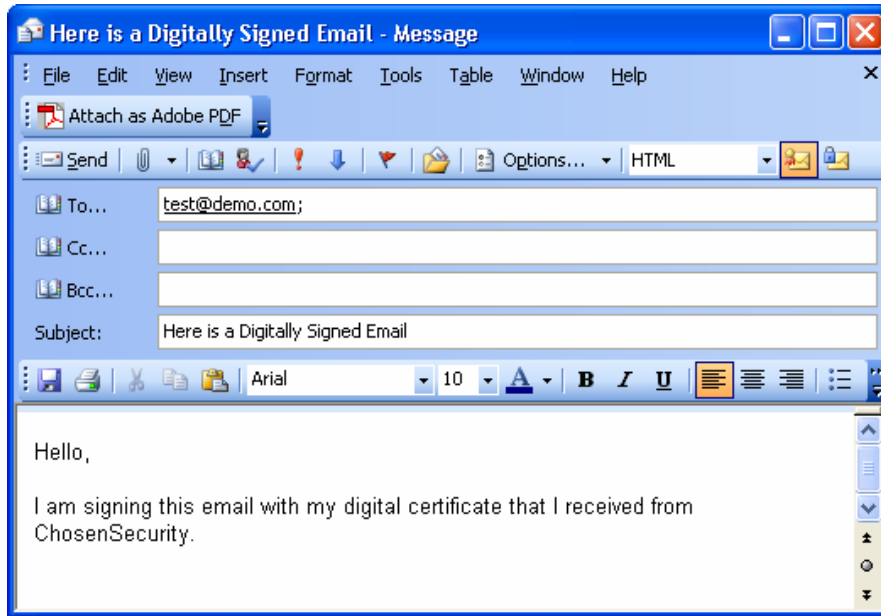 Here is a Digitally Signed Email - Message
File Edit View Insert Format Tools Table Window Help
Attach as Adobe PDF
Send Options... HTML
To... test@demo.com;
Cc...
Bcc...
Subject: Here is a Digitally Signed Email
Arial 10 A B I U
Hello,
I am signing this email with my digital certificate that I received from
ChosenSecurity.